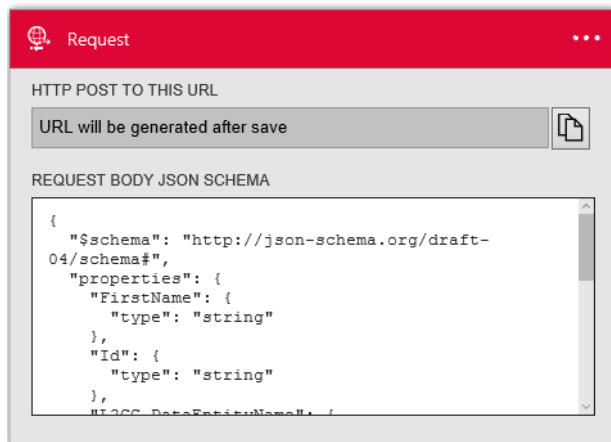 Request
HTTP POST TO THIS URL
URL will be generated after save
REQUEST BODY JSON SCHEMA
{
"$schema": "http://json-schema.org/draft-
04/schema#",
"properties": {
"FirstName": {
"type": "string"
},
"Id": {
"type": "string"
},
DataEntityName": {